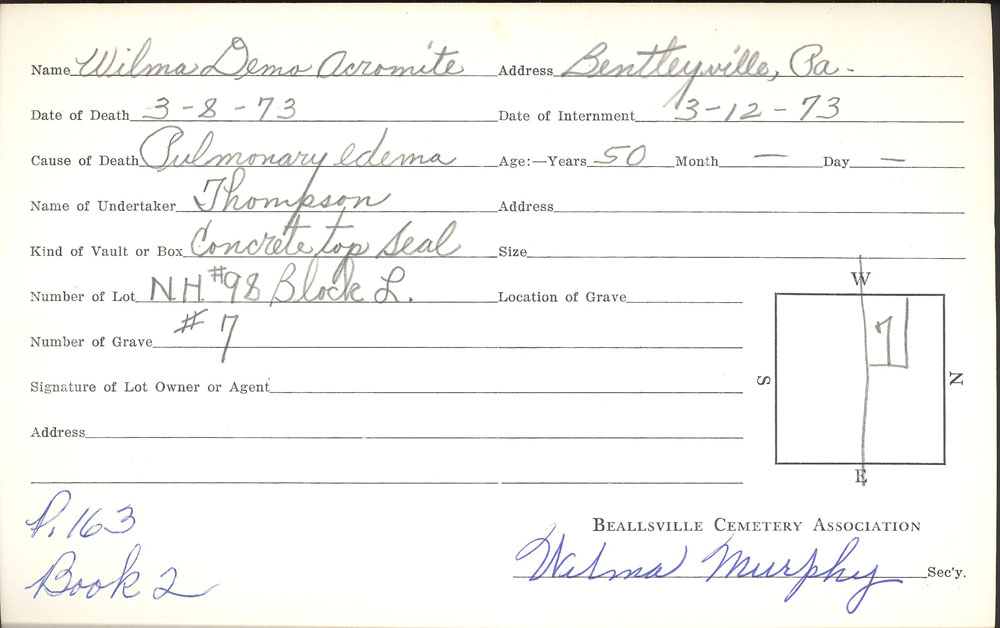 Name Wilma Demo Acromite Address Bentleyville, Pa.
Date of Death 3-8-73 Date of Internment 3-12-73
Cause of Death Pulmonary edema Age:—Years 50 Month — Day —
Name of Undertaker Thompson Address
Kind of Vault or Box Concrete top seal Size
Number of Lot N.H. #98 Block L. Location of Grave
Number of Grave #7
Signature of Lot Owner or Agent
Address
W
7
S N
E
P. 163
Book 2
BEALLSVILLE CEMETERY ASSOCIATION
Wilma Murphy Sec'y.